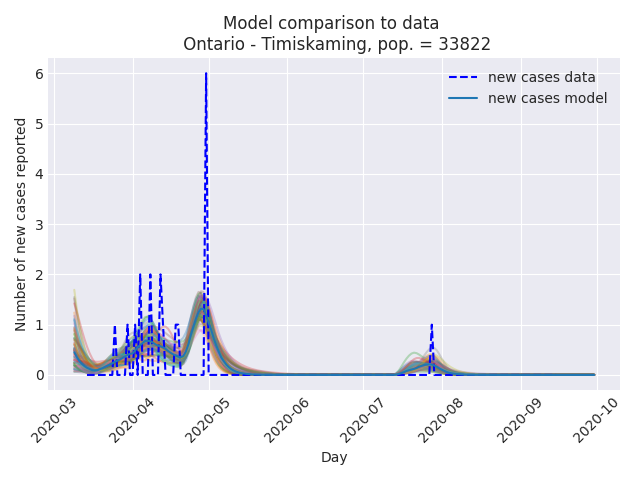 Model comparison to data
Ontario - Timiskaming, pop. = 33822
new cases data
new cases model
Number of new cases reported
6
5
4
3
2
1
0
2020-03
2020-04
2020-05
2020-06
2020-07
2020-08
2020-09
2020-10
Day